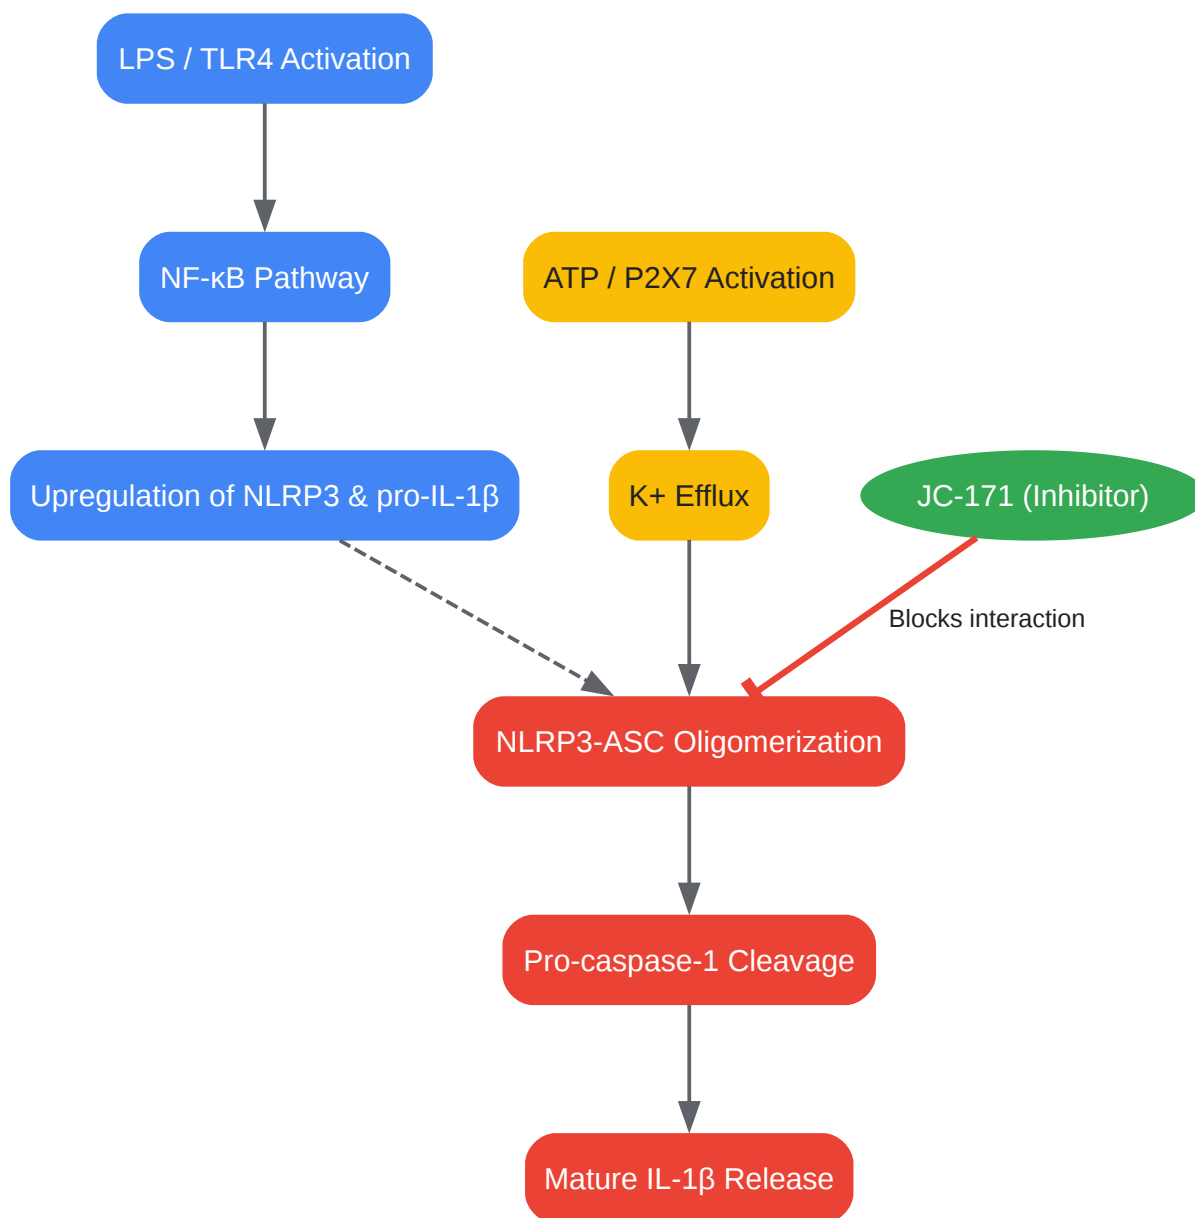 LPS / TLR4 Activation
NF-κB Pathway
ATP / P2X7 Activation
Upregulation of NLRP3 & pro-IL-1β
K+ Efflux
JC-171 (Inhibitor)
Blocks interaction
NLRP3-ASC Oligomerization
Pro-caspase-1 Cleavage
Mature IL-1β Release